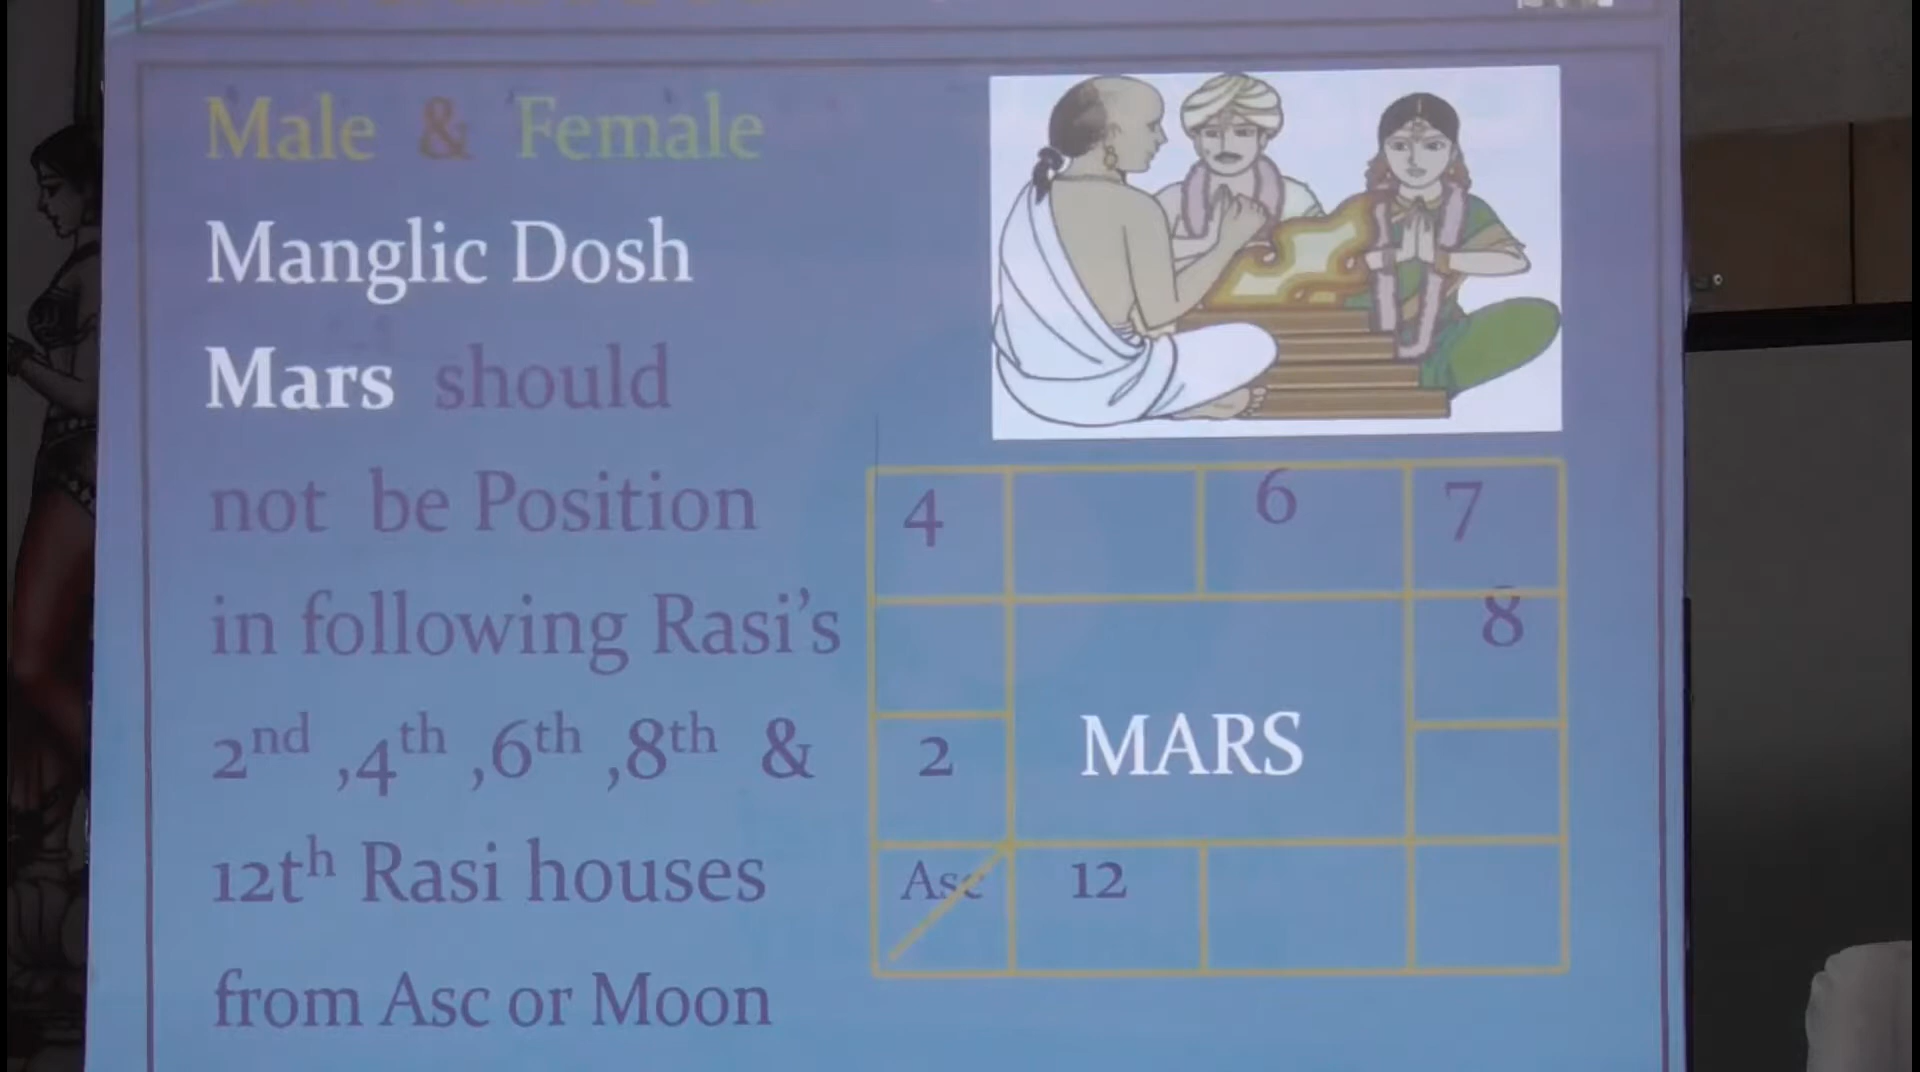 Male & Female
Manglic Dosh
Mars should
not be Position
in following Rasi's
2nd ,4th ,6th ,8th &
12th Rasi houses
from Asc or Moon
4 6 7
8
2 MARS
Asc 12